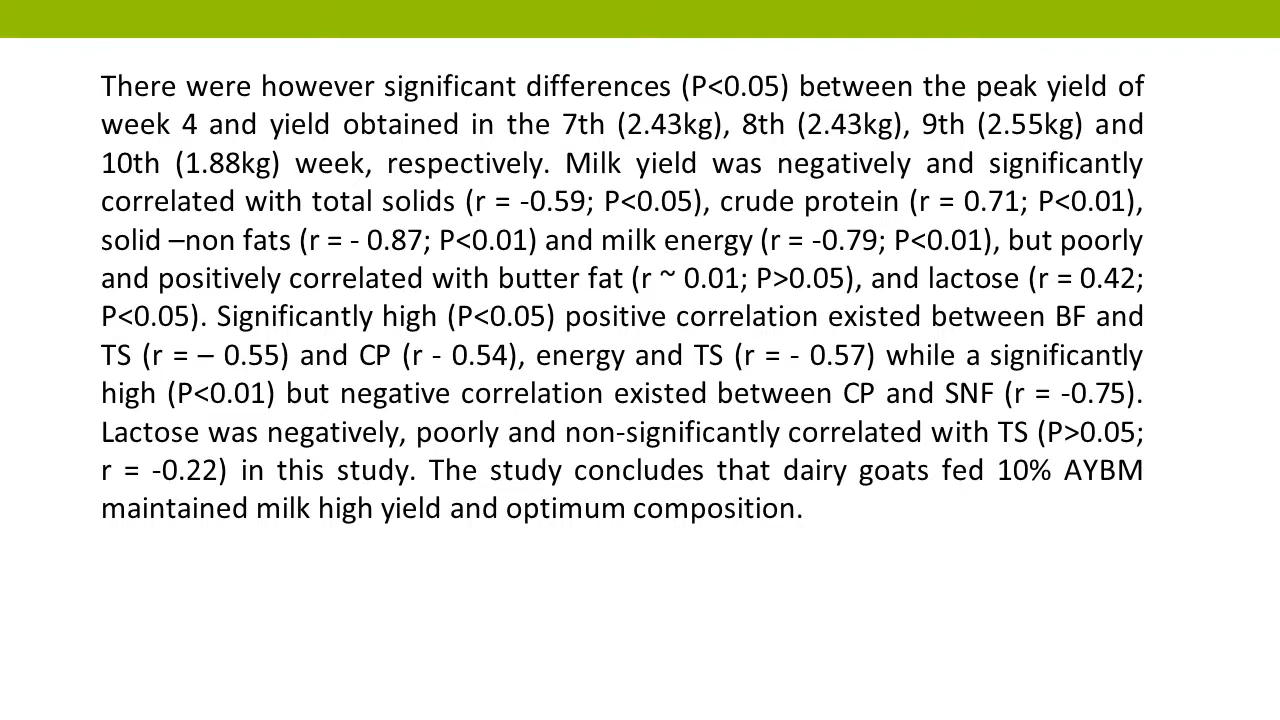 There were however significant differences (P<0.05) between the peak yield of
week 4 and yield obtained in the 7th (2.43kg), 8th (2.43kg), 9th (2.55kg) and
10th (1.88kg) week, respectively. Milk yield was negatively and significantly
correlated with total solids (r = -0.59; P<0.05), crude protein (r = 0.71; P<0.01),
solid –non fats (r = - 0.87; P<0.01) and milk energy (r = -0.79; P<0.01), but poorly
and positively correlated with butter fat (r ~ 0.01; P>0.05), and lactose (r = 0.42;
P<0.05). Significantly high (P<0.05) positive correlation existed between BF and
TS (r = – 0.55) and CP (r - 0.54), energy and TS (r = - 0.57) while a significantly
high (P<0.01) but negative correlation existed between CP and SNF (r = -0.75).
Lactose was negatively, poorly and non-significantly correlated with TS (P>0.05;
r = -0.22) in this study. The study concludes that dairy goats fed 10% AYBM
maintained milk high yield and optimum composition.